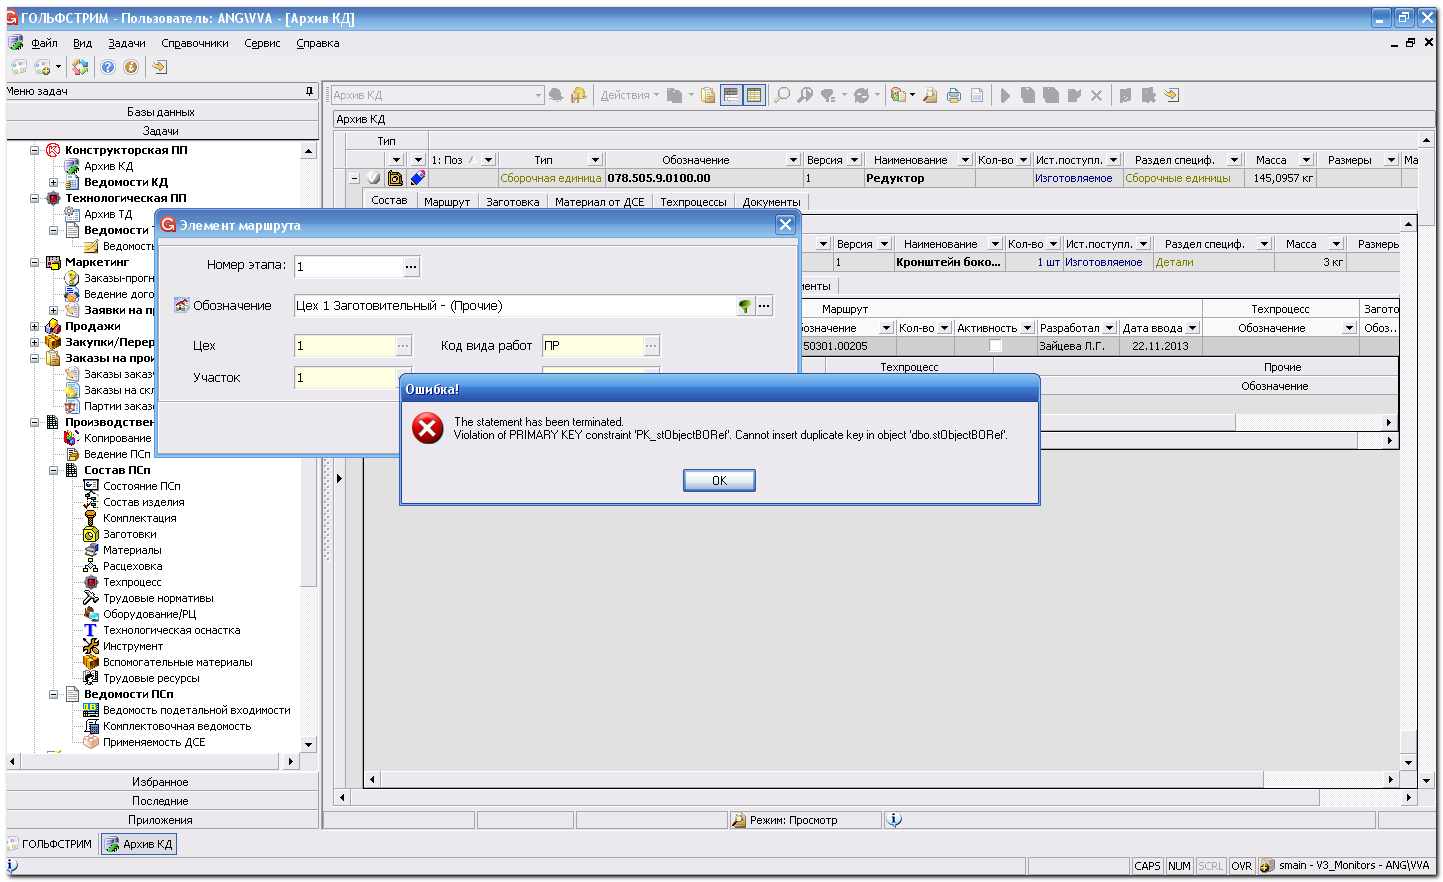 ГОЛЬФСТРИМ - Пользователь: ANG\VVA - [Архив КД]
Файл Вид Задачи Справочники Сервис Справка
Меню задач
Базы данных
Задачи
Конструкторская ПП
Архив КД
Ведомости КД
Технологическая ПП
Архив ТД
Ведомости
Ведомость
Маркетинг
Заказы-прогн
Ведение дого
Заявки на п
Продажи
Закупки/Перер
Заказы на прои
Заказы заказ
Заказы на скл
Партии заказ
Производствен
Копирование
Ведение ПСп
Состав ПСп
Состояние ПСп
Состав изделия
Комплектация
Заготовки
Материалы
Расцеховка
Техпроцесс
Трудовые нормативы
Оборудование/РЦ
Технологическая оснастка
Инструмент
Вспомогательные материалы
Трудовые ресурсы
Ведомости ПСп
Ведомость подетальной входимости
Комплектовочная ведомость
Применяемость ДСЕ
Избранное
Последние
Приложения
Архив КД Действия
Архив КД
Тип
1: Поз Тип Обозначение Версия Наименование Кол-во Ист.поступл. Раздел специф. Масса Размеры Ма
Сборочная единица 078.505.9.0100.00 1 Редуктор Изготовляемое Сборочные единицы 145,0957 кг
Состав Маршрут Заготовка Материал от ДСЕ Техпроцессы Документы
Версия Наименование Кол-во Ист.поступл. Раздел специф. Масса Размеры
1 Кронштейн боко... 1 шт Изготовляемое Детали 3 кг
енты
Маршрут Техпроцесс Загото
означение Кол-во Активность Разработал Дата ввода Обозначение Обоз..
50301.00205 Зайцева Л.Г. 22.11.2013
Техпроцесс Прочие
Обозначение
Элемент маршрута
Номер этапа: 1
Обозначение Цех 1 Заготовительный - (Прочие)
Цех 1 Код вида работ ПР
Участок 1
Ошибка!
The statement has been terminated.
Violation of PRIMARY KEY constraint 'PK_stObjectBORef'. Cannot insert duplicate key in object 'dbo.stObjectBORef'.
OK
Режим: Просмотр
ГОЛЬФСТРИМ Архив КД
CAPS NUM SCRL OVR smain - V3_Monitors - ANG\VVA